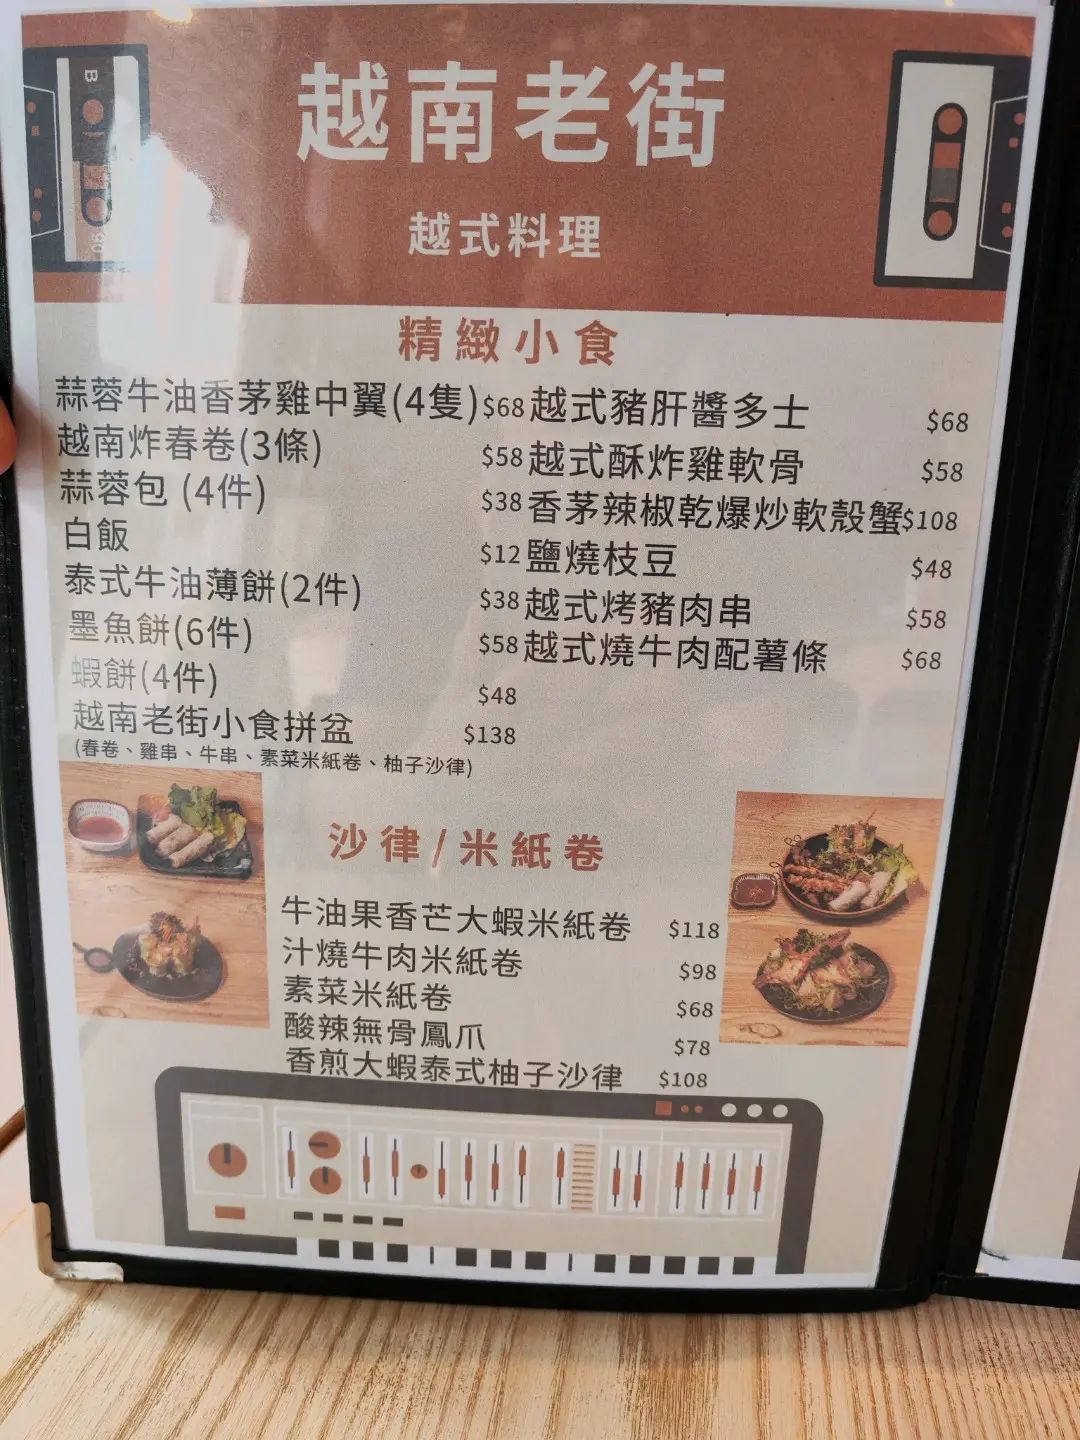 越南老街
越式料理
精緻小食
蒜蓉牛油香茅雞中翼(4隻) $68
越南炸春卷(3條) $58
蒜蓉包 (4件) $38
白飯 $12
泰式牛油薄餅(2件) $38
墨魚餅(6件) $58
蝦餅(4件) $48
越南老街小食拼盆 $138
(春卷、雞串、牛串、素菜米紙卷、柚子沙律)
越式豬肝醬多士 $68
越式酥炸雞軟骨 $58
香茅辣椒乾爆炒軟殼蟹 $108
鹽燒枝豆 $48
越式烤豬肉串 $58
越式燒牛肉配薯條 $68
沙律/米紙卷
牛油果香芒大蝦米紙卷 $118
汁燒牛肉米紙卷 $98
素菜米紙卷 $68
酸辣無骨鳳爪 $78
香煎大蝦泰式柚子沙律 $108
B
90